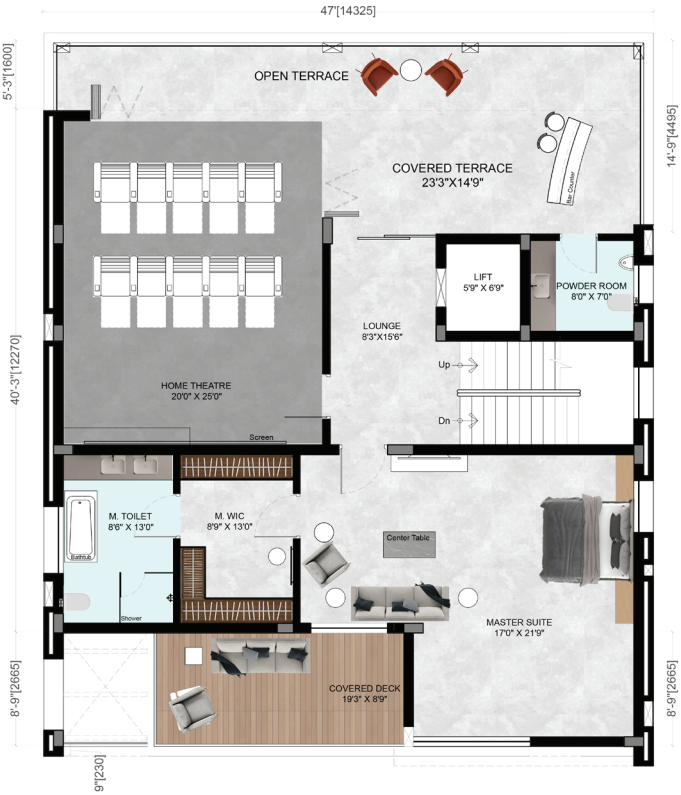 47'[14325]
5'-3"[1600]
OPEN TERRACE
14'-9"[4495]
COVERED TERRACE
23'3"X14'9"
Bar Counter
LIFT
5'9" X 6'9"
POWDER ROOM
8'0" X 7'0"
LOUNGE
8'3"X15'6"
40'-3"[12270]
Up
HOME THEATRE
20'0" X 25'0"
Dn
Screen
M. TOILET
8'6" X 13'0"
M. WIC
8'9" X 13'0"
Center Table
Bathtub
Shower
MASTER SUITE
17'0" X 21'9"
COVERED DECK
19'3" X 8'9"
8'-9"[2665]
8'-9"[2665]
9"[230]